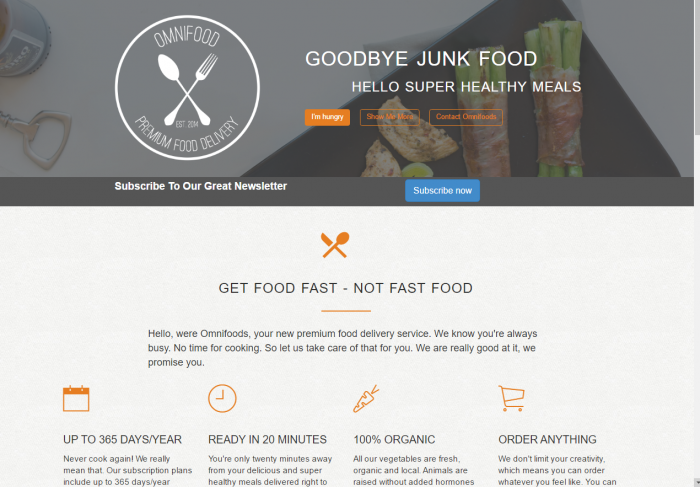 OMNIFOOD
EST. 2014
PREMIUM FOOD DELIVERY
GOODBYE JUNK FOOD
HELLO SUPER HEALTHY MEALS
I'm hungry
Show Me More
Contact Omnifoods
Subscribe To Our Great Newsletter
Subscribe now
GET FOOD FAST - NOT FAST FOOD
Hello, were Omnifoods, your new premium food delivery service. We know you're always
busy. No time for cooking. So let us take care of that for you. We are really good at it, we
promise you.
UP TO 365 DAYS/YEAR
Never cook again! We really
mean that. Our subscription plans
include up to 365 days/year
READY IN 20 MINUTES
You're only twenty minutes away
from your delicious and super
healthy meals delivered right to
100% ORGANIC
All our vegetables are fresh,
organic and local. Animals are
raised without added hormones
ORDER ANYTHING
We don't limit your creativity,
which means you can order
whatever you feel like. You can